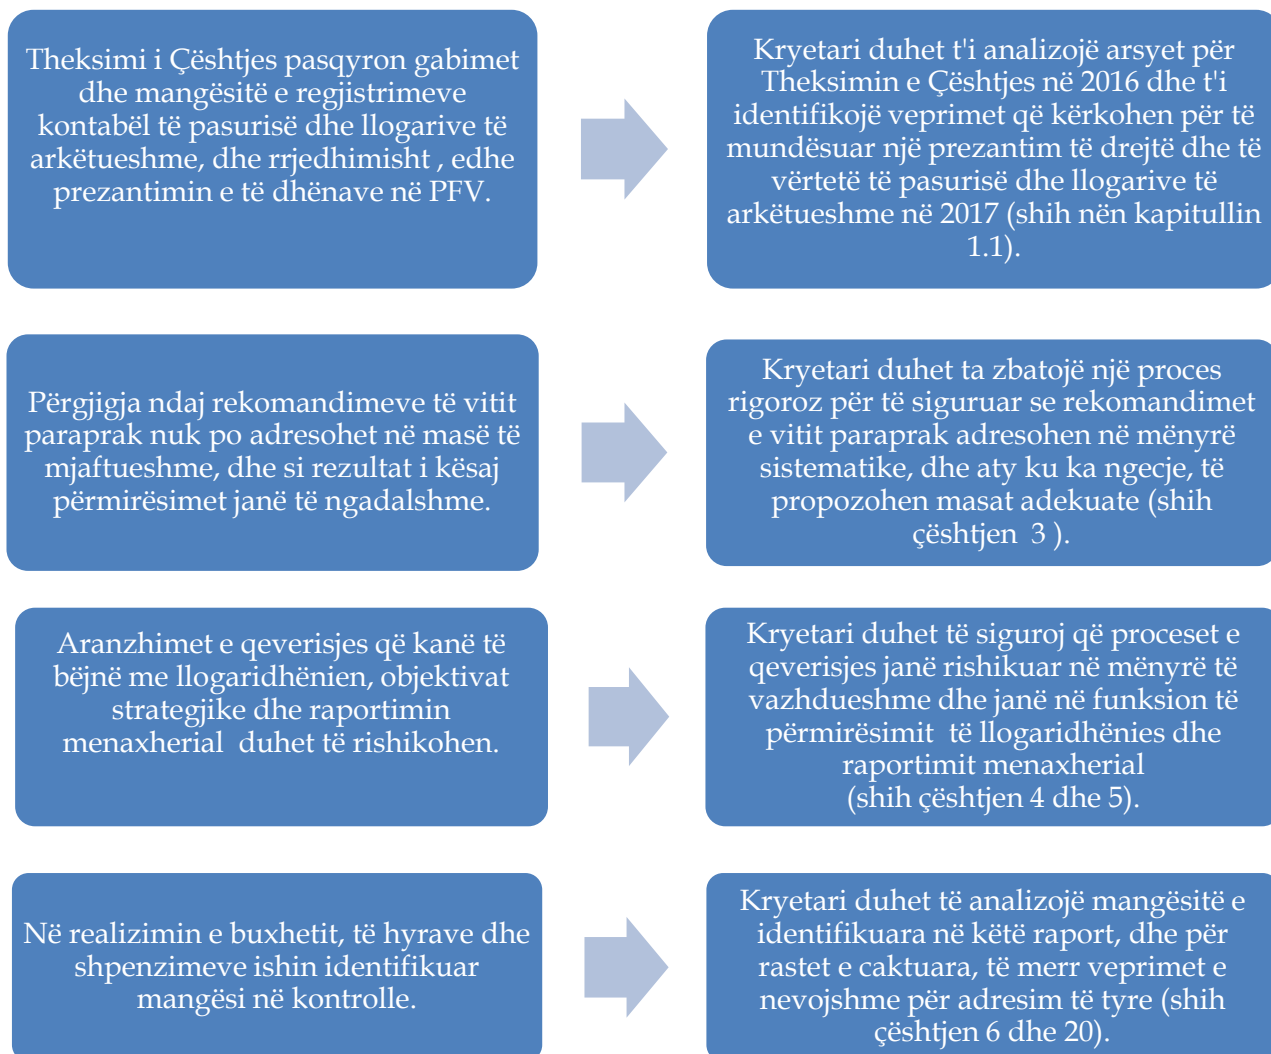 Theksimi i Çështjes pasqyron gabimet
dhe mangësitë e regjistrimeve
kontabël të pasurisë dhe llogarive të
arkëtueshme, dhe rrjedhimisht , edhe
prezantimin e të dhënave në PFV.
Kryetari duhet t'i analizojë arsyet për
Theksimin e Çështjes në 2016 dhe t'i
identifikojë veprimet që kërkohen për të
mundësuar një prezantim të drejtë dhe të
vërtetë të pasurisë dhe llogarive të
arkëtueshme në 2017 (shih nën kapitullin
1.1).
Përgjigja ndaj rekomandimeve të vitit
paraprak nuk po adresohet në masë të
mjaftueshme, dhe si rezultat i kësaj
përmirësimet janë të ngadalshme.
Kryetari duhet ta zbatojë një proces
rigoroz për të siguruar se rekomandimet
e vitit paraprak adresohen në mënyrë
sistematike, dhe aty ku ka ngecje, të
propozohen masat adekuate (shih
çështjen  3 ).
Aranzhimet e qeverisjes që kanë të
bëjnë me llogaridhënien, objektivat
strategjike dhe raportimin
menaxherial  duhet të rishikohen.
Kryetari duhet të siguroj që proceset e
qeverisjes janë rishikuar në mënyrë të
vazhdueshme dhe janë në funksion të
përmirësimit  të llogaridhënies dhe
raportimit menaxherial
(shih çështjen 4 dhe 5).
Në realizimin e buxhetit, të hyrave dhe
shpenzimeve ishin identifikuar
mangësi në kontrolle.
Kryetari duhet të analizojë mangësitë e
identifikuara në këtë raport, dhe për
rastet e caktuara, të merr veprimet e
nevojshme për adresim të tyre (shih
çështjen 6 dhe 20).